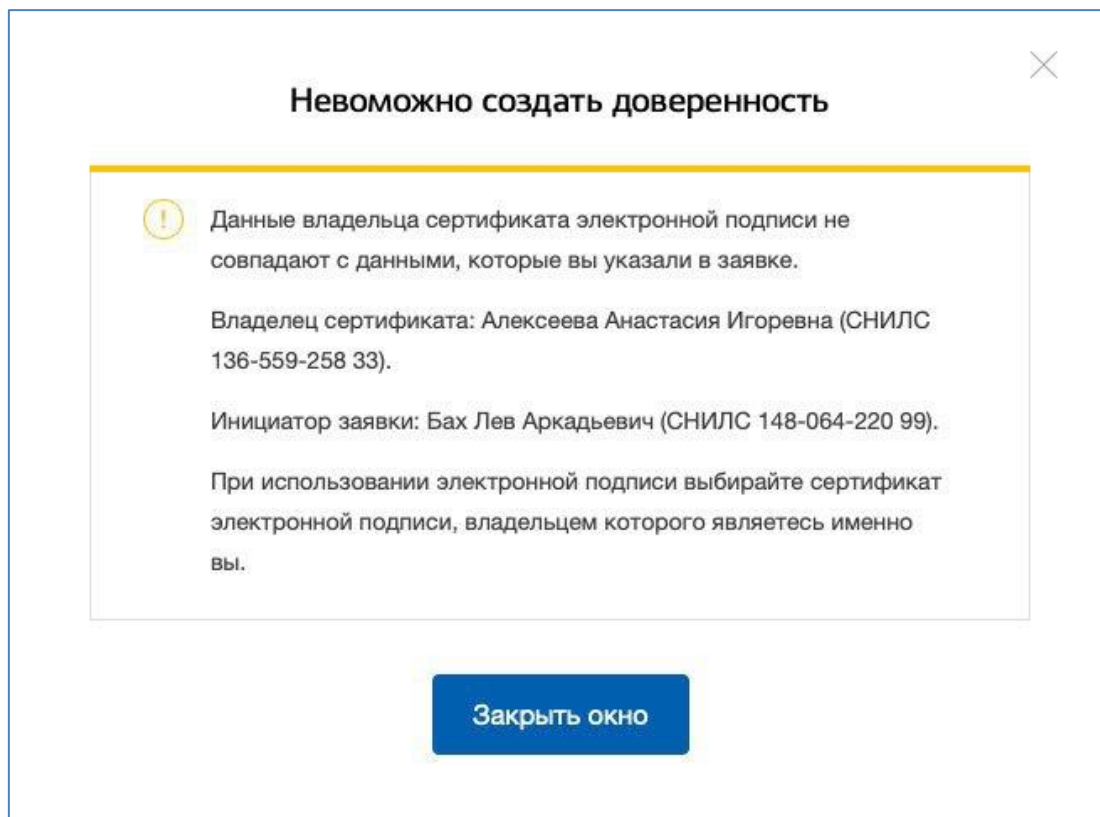 Невоможно создать доверенность
Данные владельца сертификата электронной подписи не
совпадают с данными, которые вы указали в заявке.
Владелец сертификата: Алексеева Анастасия Игоревна (СНИЛС
136-559-258 33).
Инициатор заявки: Бах Лев Аркадьевич (СНИЛС 148-064-220 99).
При использовании электронной подписи выбирайте сертификат
электронной подписи, владельцем которого являетесь именно
вы.
Закрыть окно